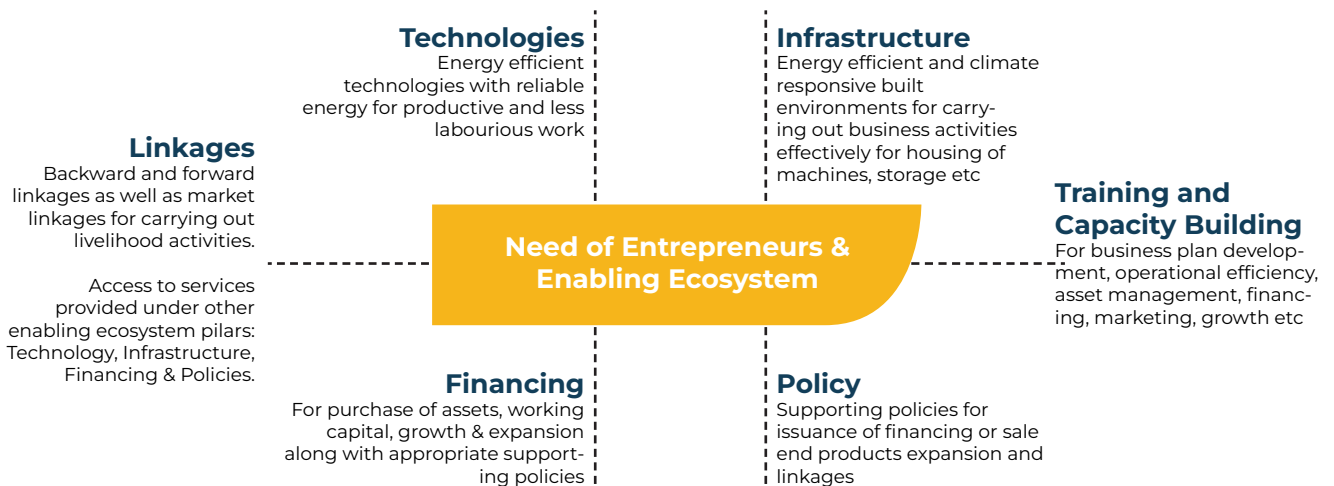 Technologies
Energy efficient
technologies with reliable
energy for productive and less
labourious work
Infrastructure
Energy efficient and climate
responsive built
environments for carry-
ing out business activities
effectively for housing of
machines, storage etc
Linkages
Backward and forward
linkages as well as market
linkages for carrying out
livelihood activities.
Access to services
provided under other
enabling ecosystem pilars:
Technology, Infrastructure,
Financing & Policies.
Need of Entrepreneurs &
Enabling Ecosystem
Training and
Capacity Building
For business plan develop-
ment, operational efficiency,
asset management, financ-
ing, marketing, growth etc
Financing
For purchase of assets, working
capital, growth & expansion
along with appropriate support-
ing policies
Policy
Supporting policies for
issuance of financing or sale
end products expansion and
linkages